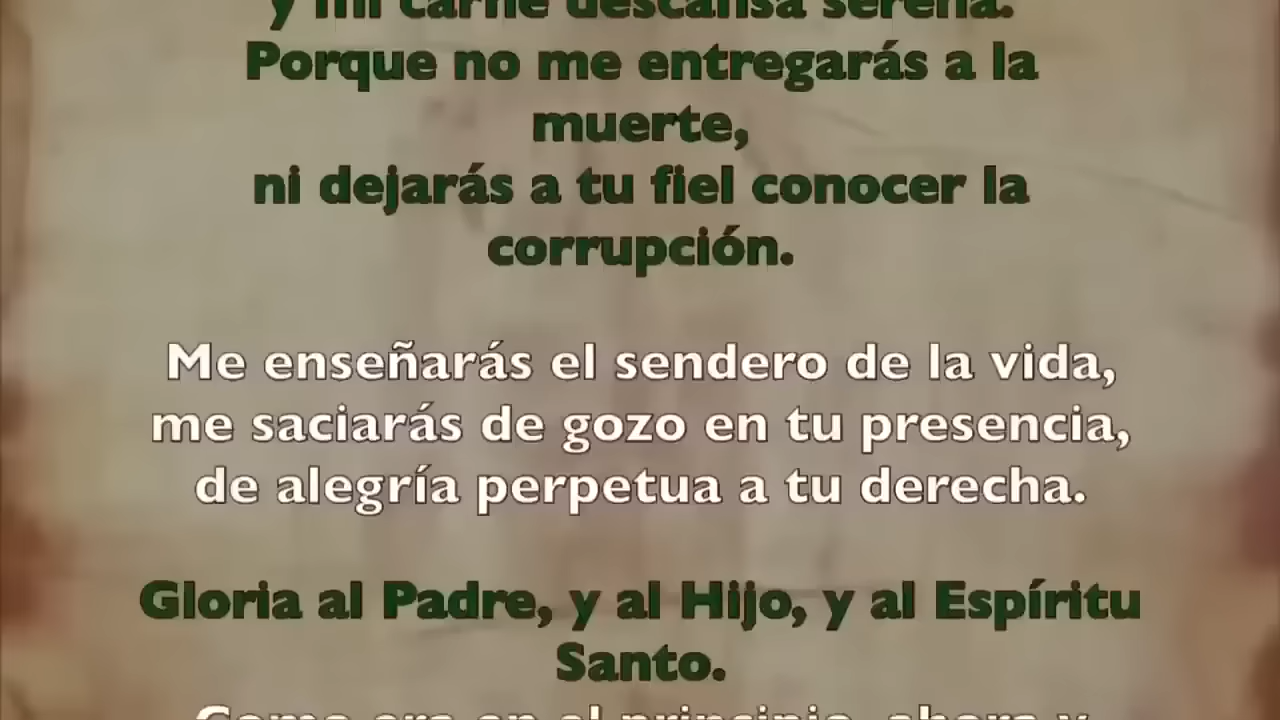 y mi carne descansa serena.
Porque no me entregarás a la
muerte,
ni dejarás a tu fiel conocer la
corrupción.
Me enseñarás el sendero de la vida,
me saciarás de gozo en tu presencia,
de alegría perpetua a tu derecha.
Gloria al Padre, y al Hijo, y al Espíritu
Santo.
Como era en el principio, ahora y